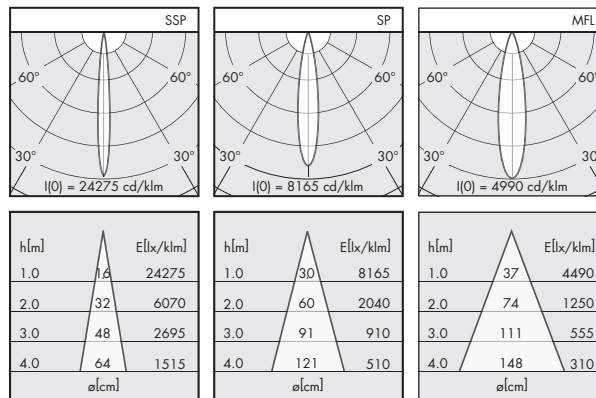 SSP
60° 60°
30° 30°
I(0) = 24275 cd/klm
SP
60° 60°
30° 30°
I(0) = 8165 cd/klm
MFL
60° 60°
30° 30°
I(0) = 4990 cd/klm
h[m] E[lx/klm]
1.0 16 24275
2.0 32 6070
3.0 48 2695
4.0 64 1515
ø[cm]
h[m] E[lx/klm]
1.0 30 8165
2.0 60 2040
3.0 91 910
4.0 121 510
ø[cm]
h[m] E[lx/klm]
1.0 37 4490
2.0 74 1250
3.0 111 555
4.0 148 310
ø[cm]